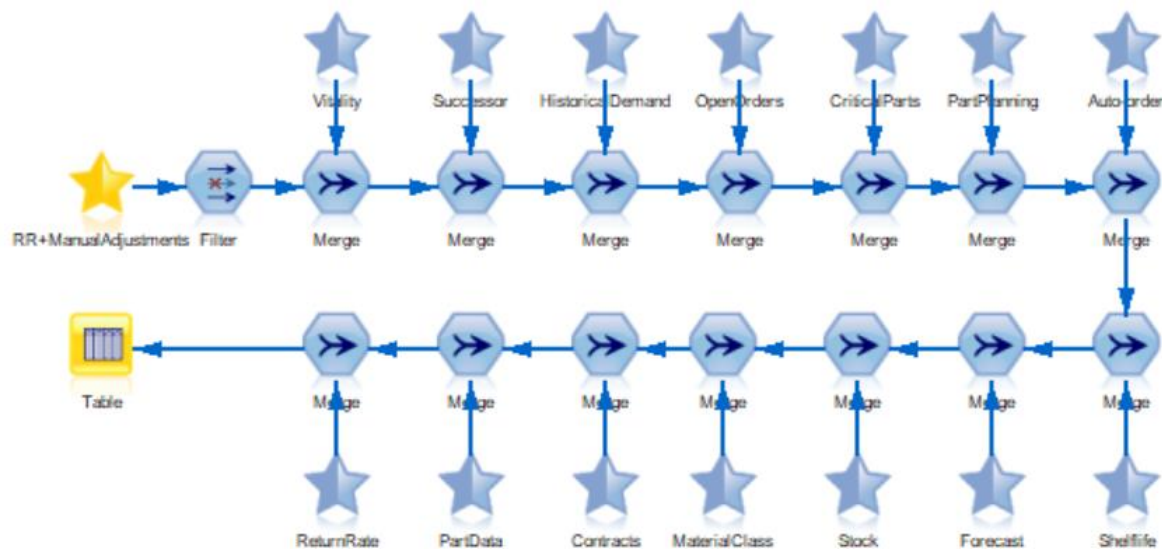 Vitality Successor HistoricalDemand OpenOrders CriticalParts PartPlanning Auto-order
RR+ManualAdjustments Filter Merge Merge Merge Merge Merge Merge Merge
Table Merge Merge Merge Merge Merge Merge Merge
ReturnRate PartData Contracts MaterialClass Stock Forecast Shelflife